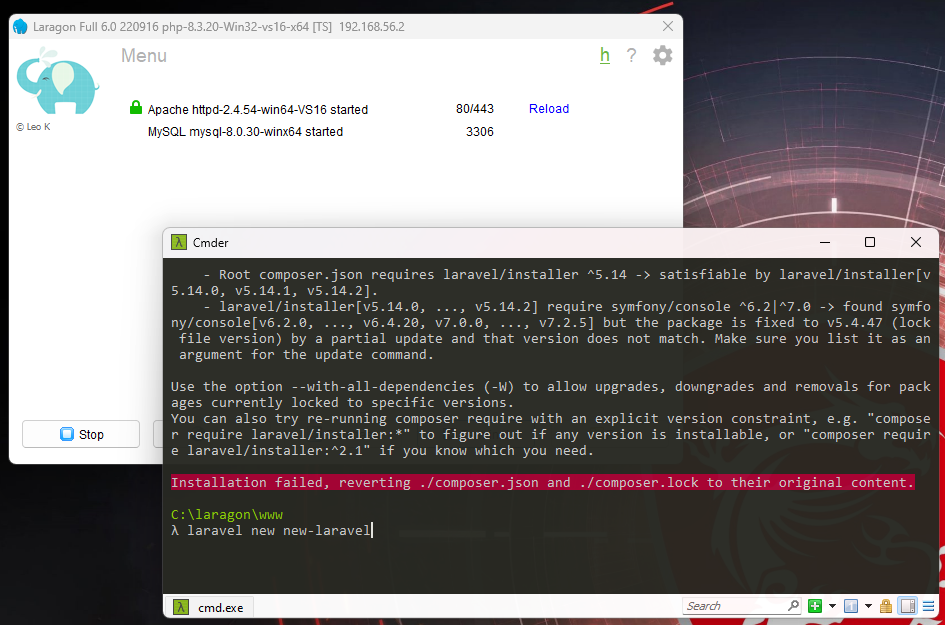 Laragon Full 6.0 220916 php-8.3.20-Win32-vs16-x64 [TS]  192.168.56.2
Menu
h
?
© Leo K
Apache httpd-2.4.54-win64-VS16 started
80/443
Reload
MySQL mysql-8.0.30-winx64 started
3306
Stop
λ Cmder
- Root composer.json requires laravel/installer ^5.14 -> satisfiable by laravel/installer[v
5.14.0, v5.14.1, v5.14.2].
- laravel/installer[v5.14.0, ..., v5.14.2] require symfony/console ^6.2|^7.0 -> found symfo
ny/console[v6.2.0, ..., v6.4.20, v7.0.0, ..., v7.2.5] but the package is fixed to v5.4.47 (lock
file version) by a partial update and that version does not match. Make sure you list it as an
argument for the update command.
Use the option --with-all-dependencies (-W) to allow upgrades, downgrades and removals for pack
ages currently locked to specific versions.
You can also try re-running composer require with an explicit version constraint, e.g. "compose
r require laravel/installer:*" to figure out if any version is installable, or "composer requir
e laravel/installer:^2.1" if you know which you need.
Installation failed, reverting ./composer.json and ./composer.lock to their original content.
C:\laragon\www
λ laravel new new-laravel
λ cmd.exe
Search